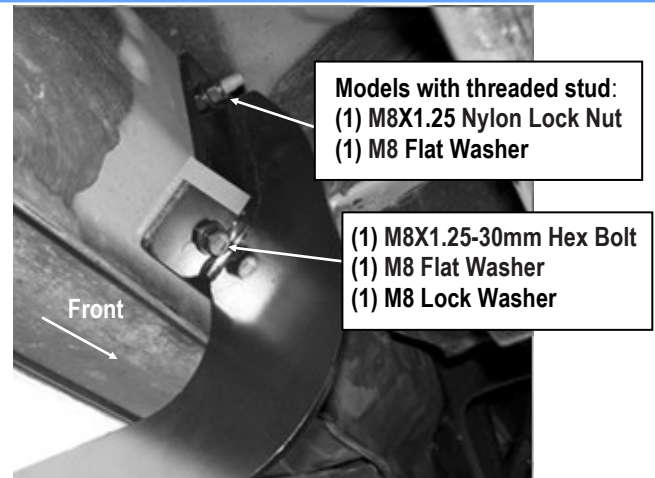 Models with threaded stud:
(1) M8X1.25 Nylon Lock Nut
(1) M8 Flat Washer
(1) M8X1.25-30mm Hex Bolt
(1) M8 Flat Washer
(1) M8 Lock Washer
Front